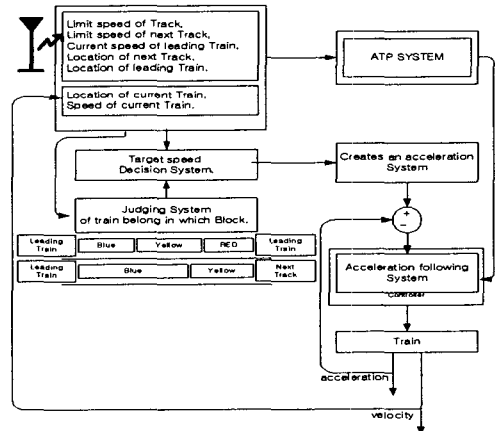 Limit speed of Track,
Limit speed of next Track,
Current speed of leading Train.
Location of next Track,
Location of leading Train.
ATP SYSTEM
Location of current Train,
Speed of current Train.
Target speed
Decision System.
Creates an acceleration
System
Judging System
of train belong in which Block.
+
-
Leading
Train
Blue
Yellow
RED
Leading
Train
Leading
Train
Blue
Yellow
Next
Track
Acceleration following
System
Controller
Train
acceleration
velocity